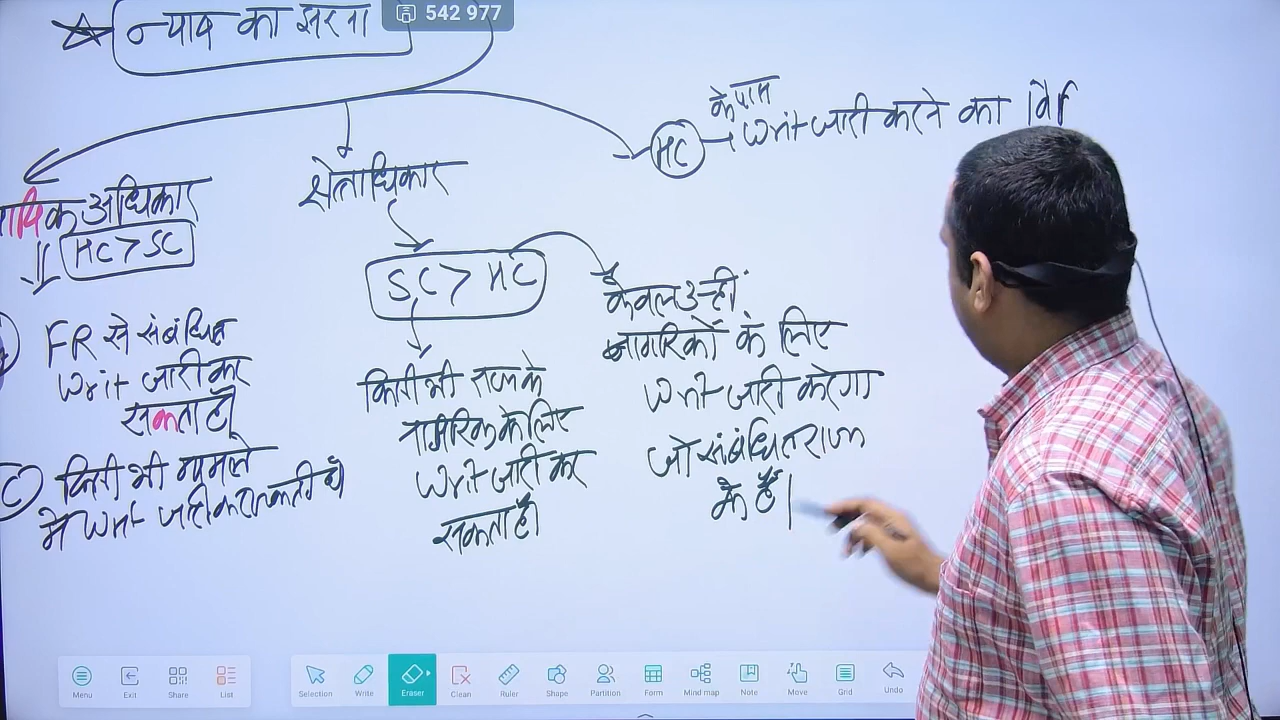 542 977
का झरना
के पास
HC → Writ जारी करने का वि
क्षेत्राधिकार
यिक अधिकार
HC > SC
SC > HC
FR से संबंधित
Writ जारी कर
सकता है
किसी भी मामले
में Writ जारी कर सकती है
किसी भी राज्य के
नागरिक के लिए
Writ जारी कर
सकता है।
केवल उन्हीं
नागरिकों के लिए
Writ जारी करेगा
जो संबंधित राज्य
के हैं।
Menu
Exit
Share
List
Selection
Write
Eraser
Clean
Ruler
Shape
Partition
Form
Mind map
Note
Move
Grid
Undo